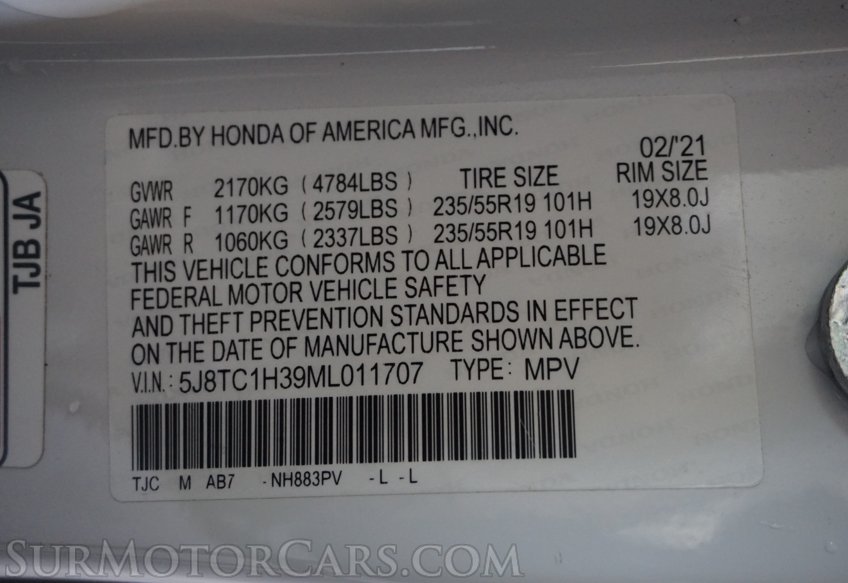 MFD.BY HONDA OF AMERICA MFG.,INC.
02/'21
GVWR 2170KG ( 4784LBS ) TIRE SIZE RIM SIZE
GAWR F 1170KG ( 2579LBS ) 235/55R19 101H 19X8.0J
GAWR R 1060KG ( 2337LBS ) 235/55R19 101H 19X8.0J
THIS VEHICLE CONFORMS TO ALL APPLICABLE
FEDERAL MOTOR VEHICLE SAFETY
AND THEFT PREVENTION STANDARDS IN EFFECT
ON THE DATE OF MANUFACTURE SHOWN ABOVE.
V.I.N.: 5J8TC1H39ML011707 TYPE: MPV
TJC M AB7 -NH883PV -L -L
TJB JA
SURMOTORCARS.COM